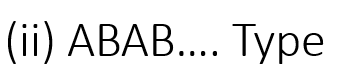 (ii) ABAB.... Type